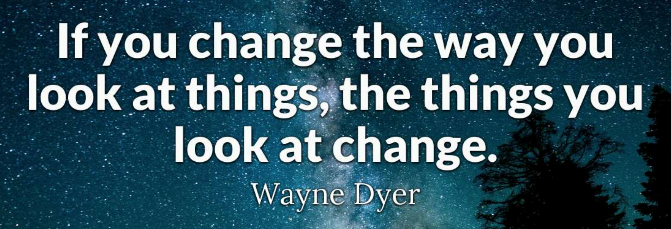 If you change the way you
look at things, the things you
look at change.
Wayne Dyer